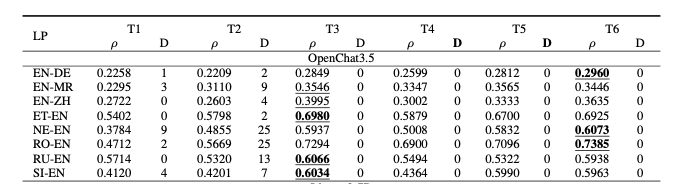 LP T1 T2 T3 T4 T5 T6
ρ D ρ D ρ D ρ D ρ D ρ D
OpenChat3.5
EN-DE 0.2258 1 0.2209 2 0.2849 0 0.2599 0 0.2812 0 0.2960 0
EN-MR 0.2295 3 0.3110 9 0.3546 0 0.3347 0 0.3565 0 0.3446 0
EN-ZH 0.2722 0 0.2603 4 0.3995 0 0.3002 0 0.3333 0 0.3635 0
ET-EN 0.5402 0 0.5798 2 0.6980 0 0.5879 0 0.6700 0 0.6925 0
NE-EN 0.3784 9 0.4855 25 0.5937 0 0.5008 0 0.5832 0 0.6073 0
RO-EN 0.4712 2 0.5669 25 0.7294 0 0.6900 0 0.7096 0 0.7385 0
RU-EN 0.5714 0 0.5320 13 0.6066 0 0.5494 0 0.5322 0 0.5938 0
SI-EN 0.4120 4 0.4201 7 0.6034 0 0.4364 0 0.5990 0 0.5963 0